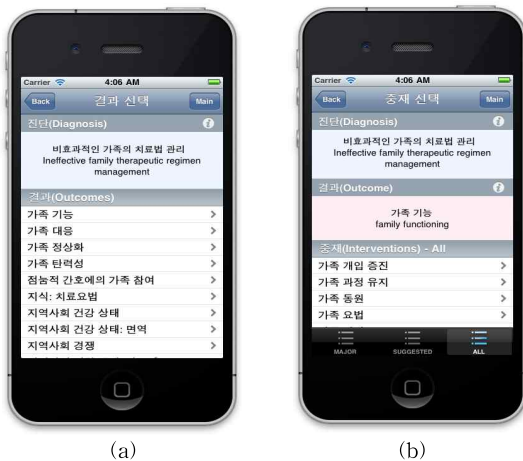 Carrier 4:06 AM
Back 결과 선택 Main
진단(Diagnosis)
비효과적인 가족의 치료법 관리
Ineffective family therapeutic regimen
management
결과(Outcomes)
가족 기능
가족 대응
가족 정상화
가족 탄력성
점눔적 간호에의 가족 참여
지식: 치료요법
지역사회 건강 상태
지역사회 건강 상태: 면역
지역사회 경쟁
(a)
Carrier 4:06 AM
Back 중재 선택 Main
진단(Diagnosis)
비효과적인 가족의 치료법 관리
Ineffective family therapeutic regimen
management
결과(Outcome)
가족 기능
family functioning
중재(Interventions) - All
가족 개입 증진
가족 과정 유지
가족 동원
가족 요법
MAJOR SUGGESTED ALL
(b)